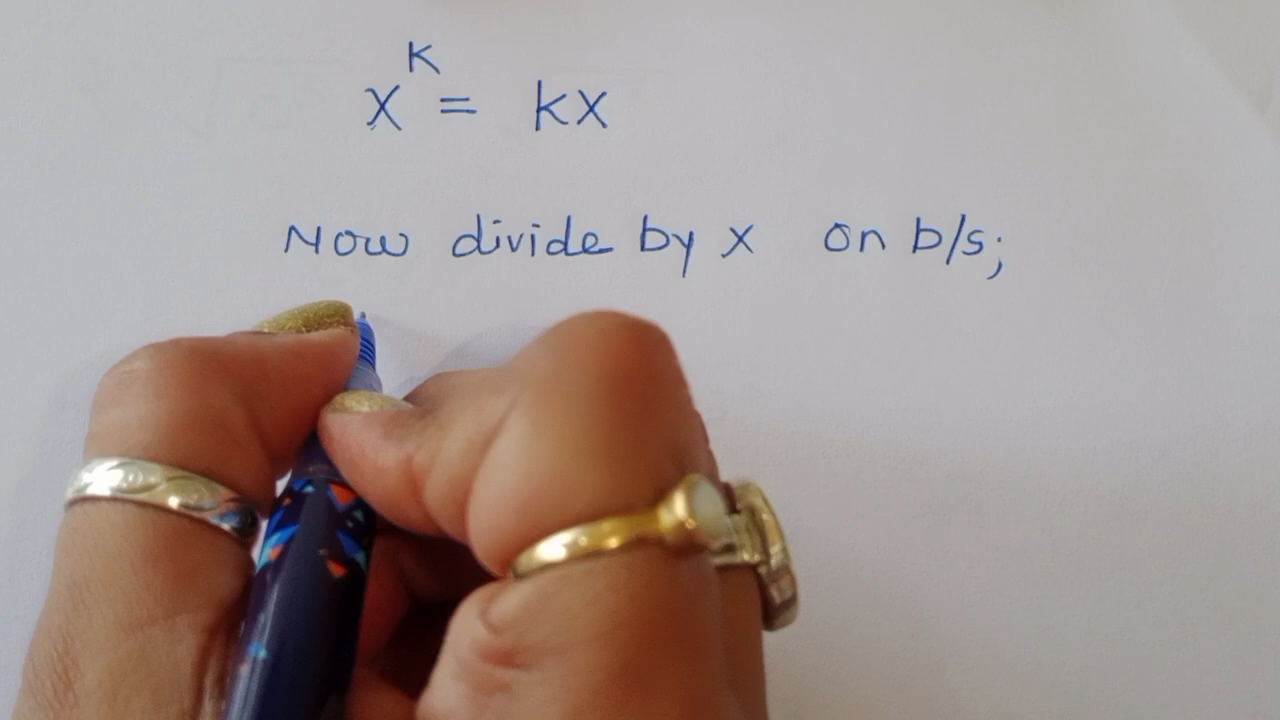 x^K = kx
Now divide by x on b/s;